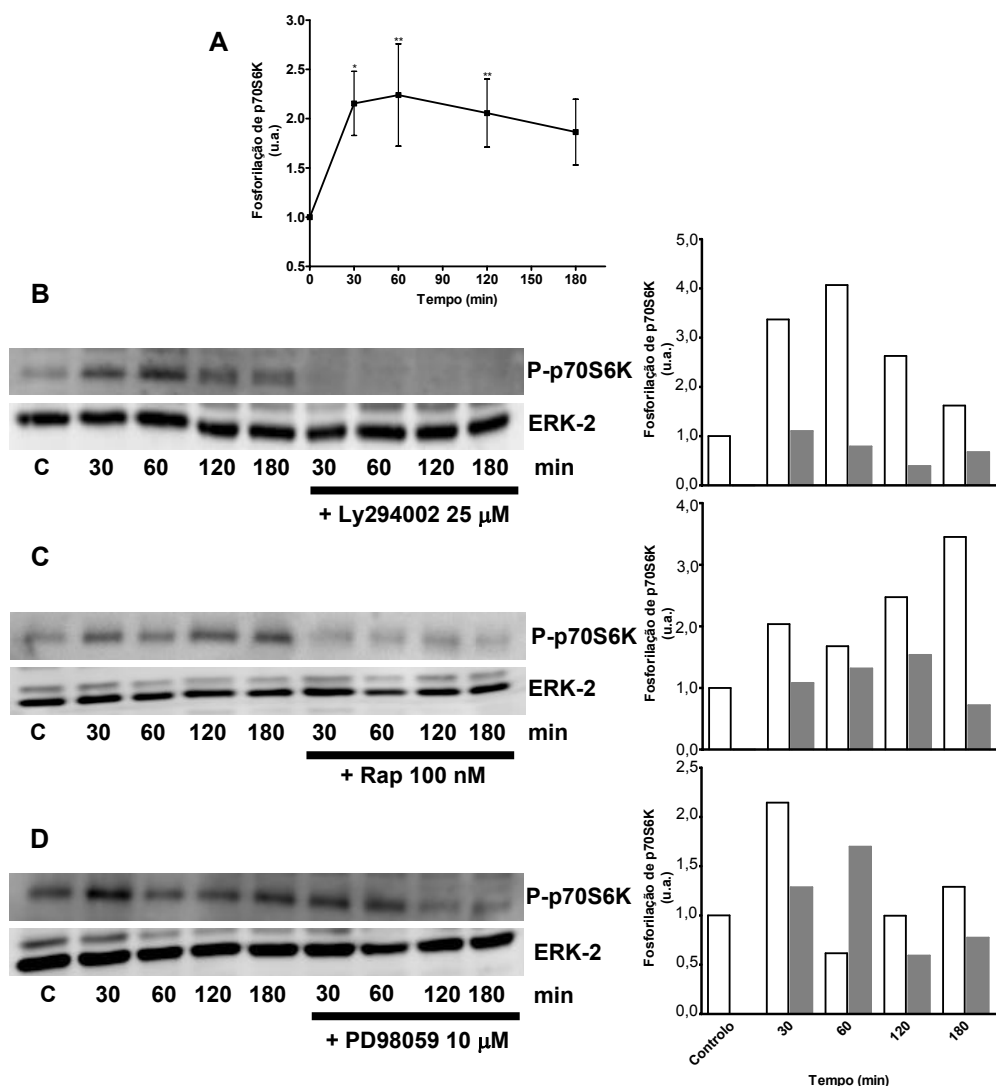 A
Fosforilação de p70S6K
(u.a.)
3.0
2.5
2.0
1.5
1.0
0.5
* ** **
0 30 60 90 120 150 180
Tempo (min)
B
P-p70S6K
ERK-2
C 30 60 120 180 30 60 120 180 min
+ Ly294002 25 µM
Fosforilação de p70S6K
(u.a.)
5,0
4,0
3,0
2,0
1,0
0,0
C
P-p70S6K
ERK-2
C 30 60 120 180 30 60 120 180 min
+ Rap 100 nM
Fosforilação de p70S6K
(u.a.)
4,0
3,0
2,0
1,0
0,0
D
P-p70S6K
ERK-2
C 30 60 120 180 30 60 120 180 min
+ PD98059 10 µM
Fosforilação de p70S6K
(u.a.)
2,5
2,0
1,5
1,0
0,5
0,0
Controlo 30 60 120 180
Tempo (min)